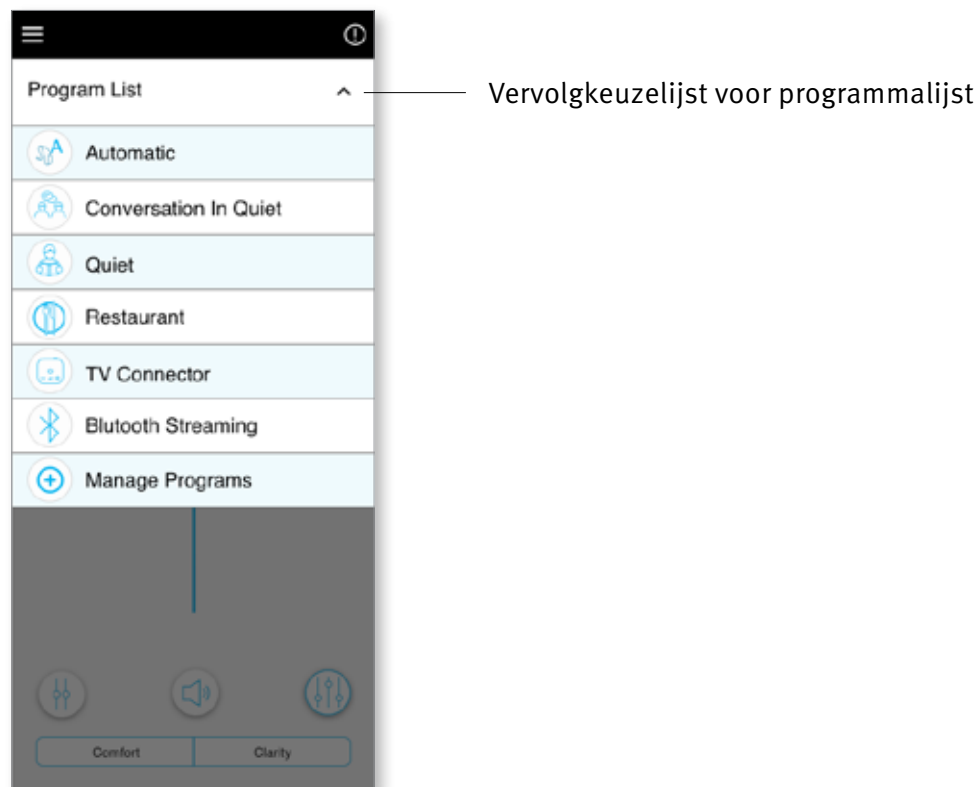 Program List
Vervolgkeuzelijst voor programmalijst
Automatic
Conversation In Quiet
Quiet
Restaurant
TV Connector
Blutooth Streaming
Manage Programs
Comfort
Clarity